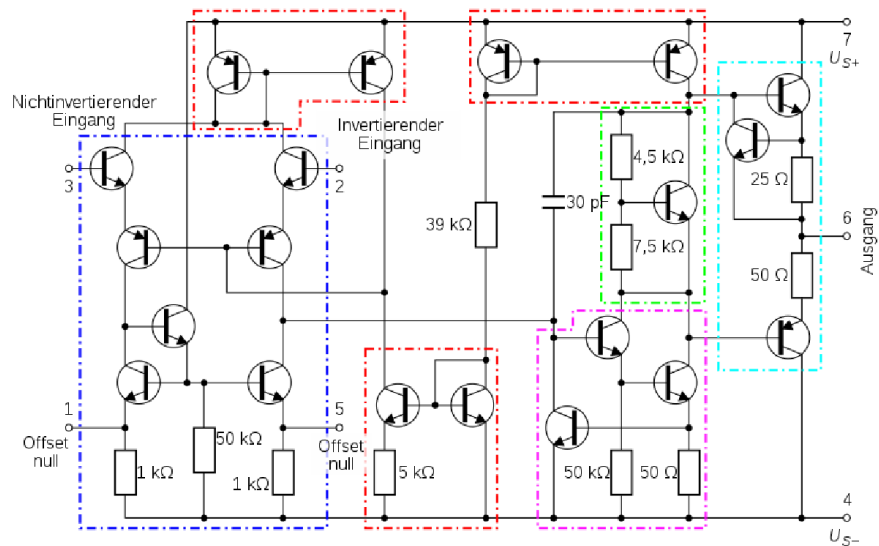 7
U_S+
Nichtinvertierender
Eingang
Invertierender
Eingang
3
2
4,5 kΩ
25 Ω
30 pF
39 kΩ
7,5 kΩ
6
Ausgang
50 Ω
1
5
Offset
null
50 kΩ
Offset
null
1 kΩ
1 kΩ
5 kΩ
50 kΩ
50 Ω
4
U_S−